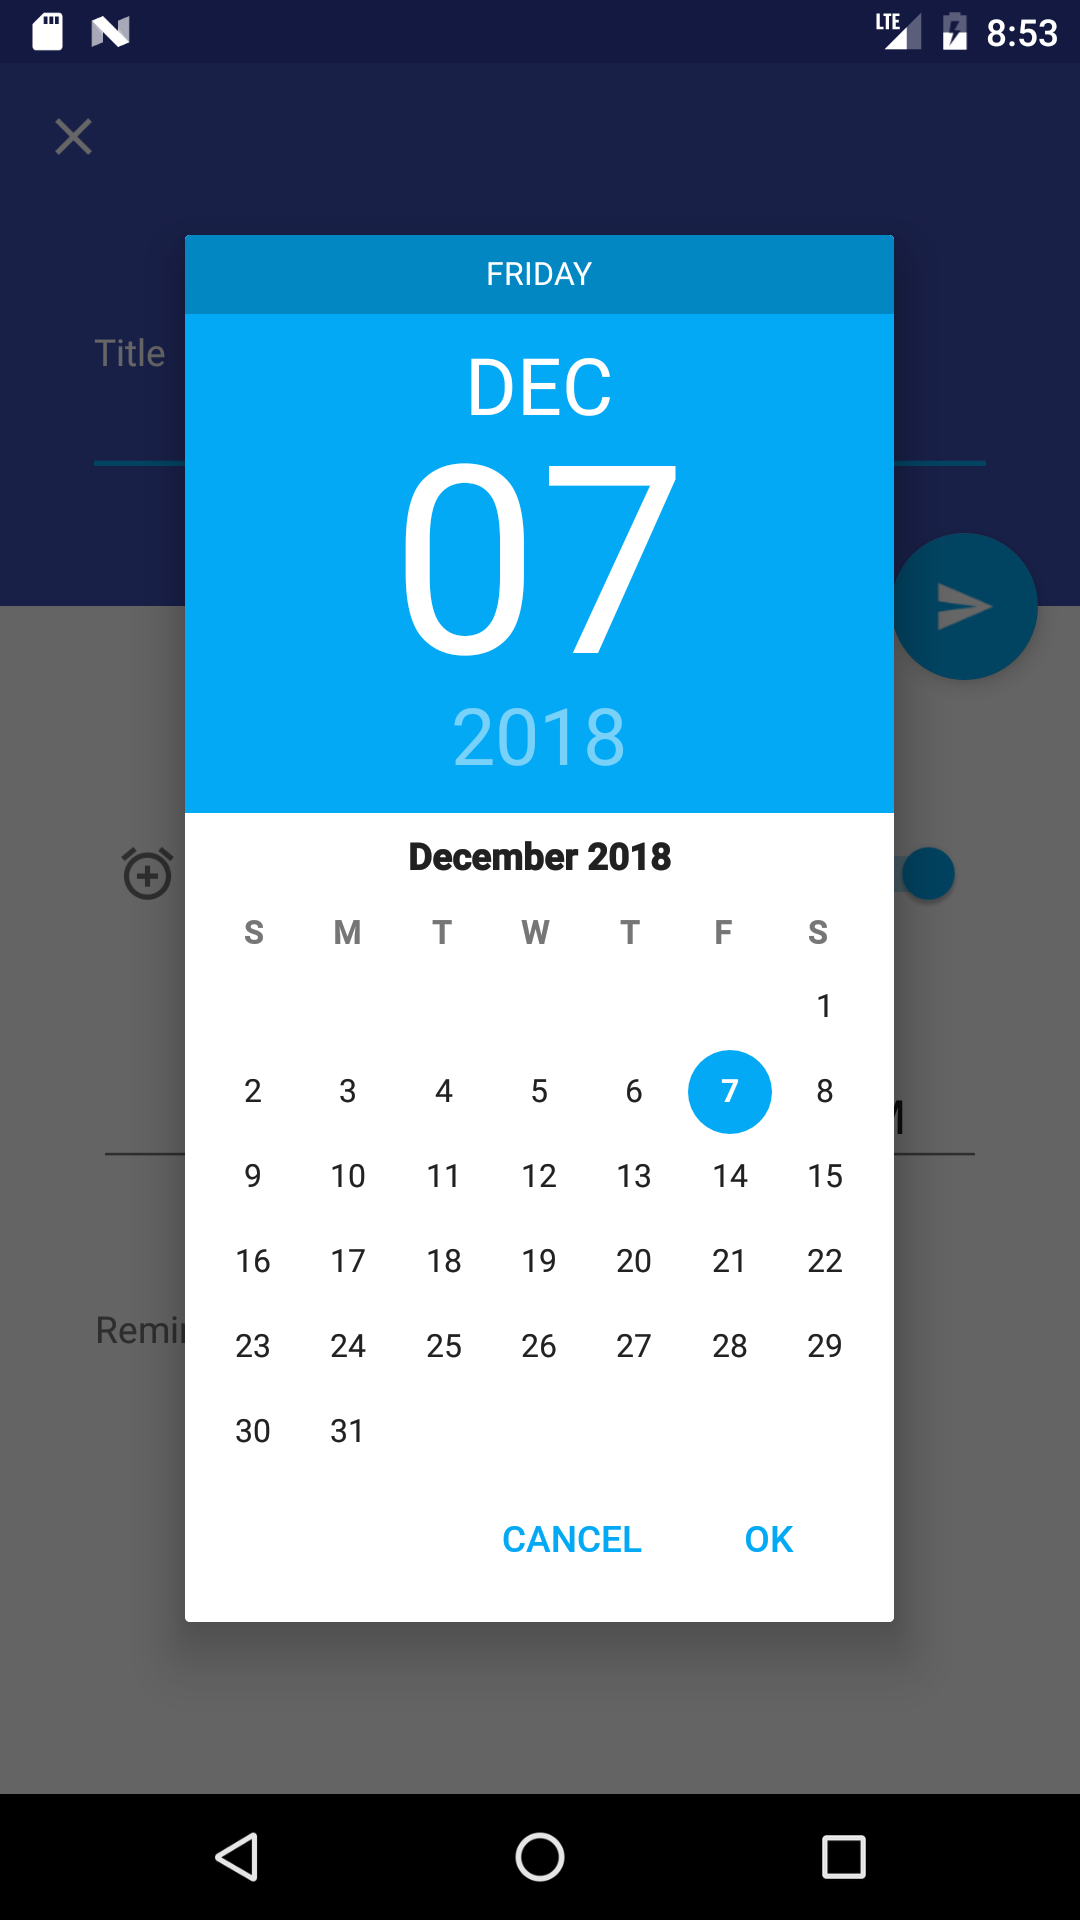 LTE 8:53
FRIDAY
Title
DEC
07
2018
December 2018
S M T W T F S
1
2 3 4 5 6 7 8
9 10 11 12 13 14 15
16 17 18 19 20 21 22
23 24 25 26 27 28 29
30 31
CANCEL OK